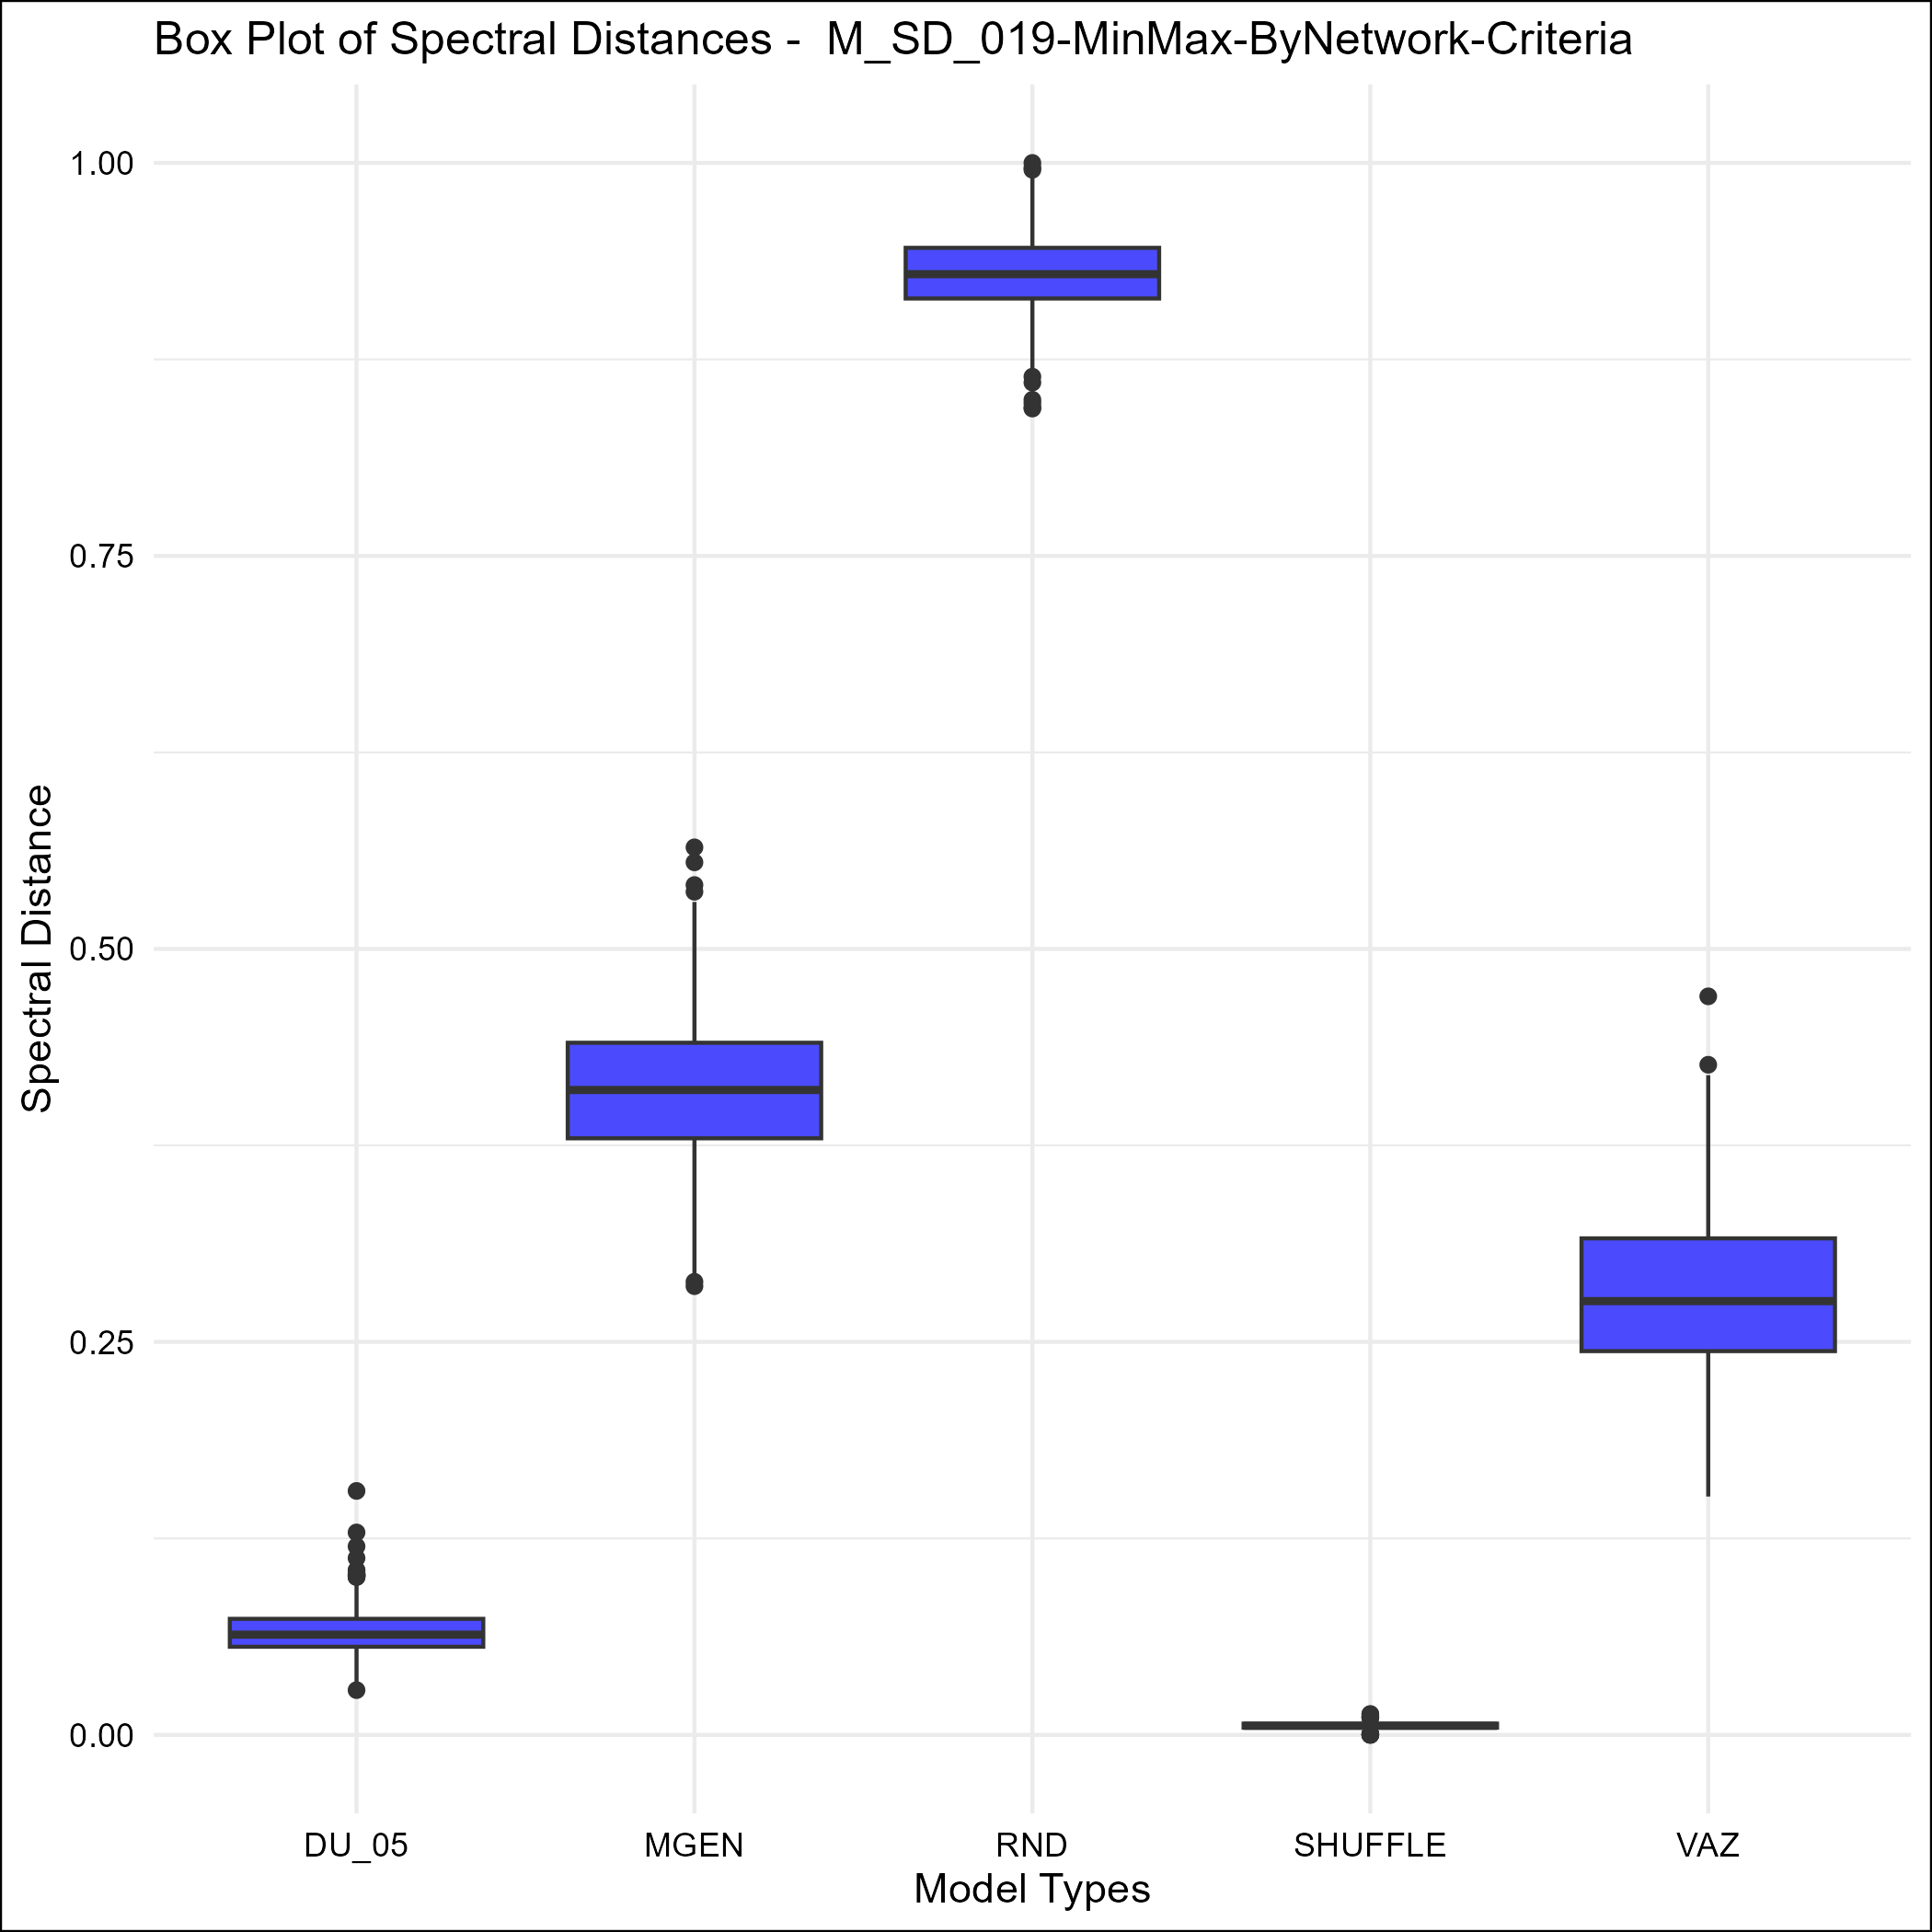 Box Plot of Spectral Distances -  M_SD_019-MinMax-ByNetwork-Criteria
Spectral Distance
1.00
0.75
0.50
0.25
0.00
DU_05 MGEN RND SHUFFLE VAZ
Model Types